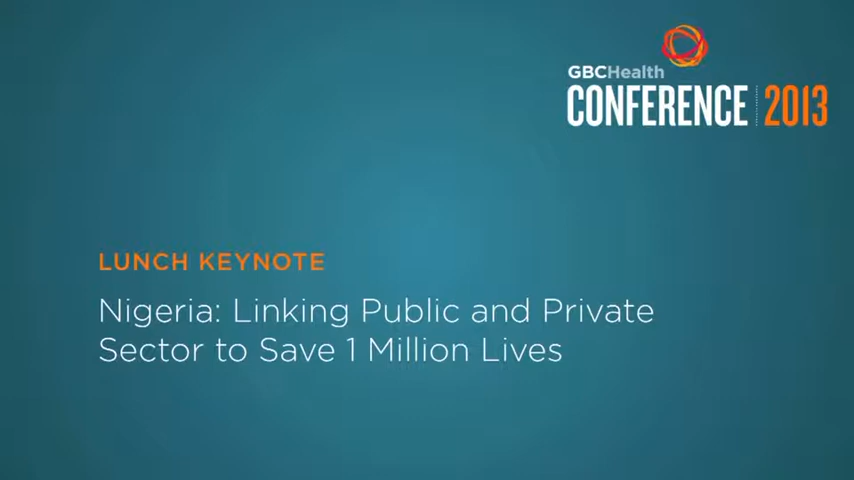 GBCHealth
CONFERENCE 2013
LUNCH KEYNOTE
Nigeria: Linking Public and Private
Sector to Save 1 Million Lives